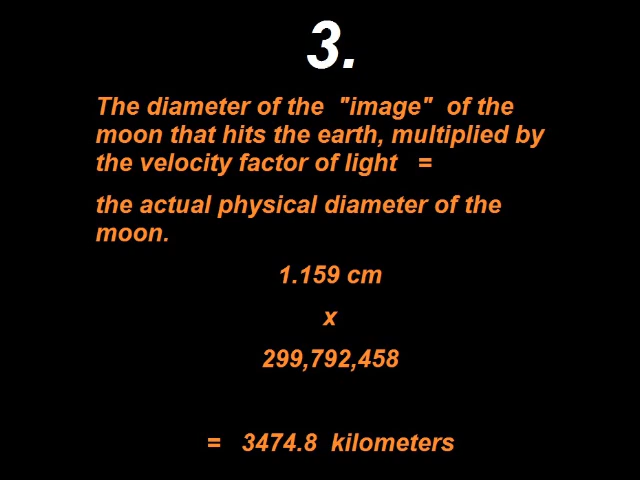 3.
The diameter of the "image" of the
moon that hits the earth, multiplied by
the velocity factor of light =
the actual physical diameter of the
moon.
1.159 cm
x
299,792,458
= 3474.8 kilometers